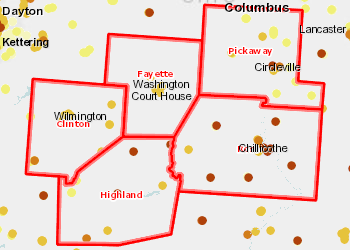 Columbus
Dayton
Lancaster
Kettering
Pickaway
Circleville
Fayette
Washington
Court House
Wilmington
Clinton
Chillicothe
Highland